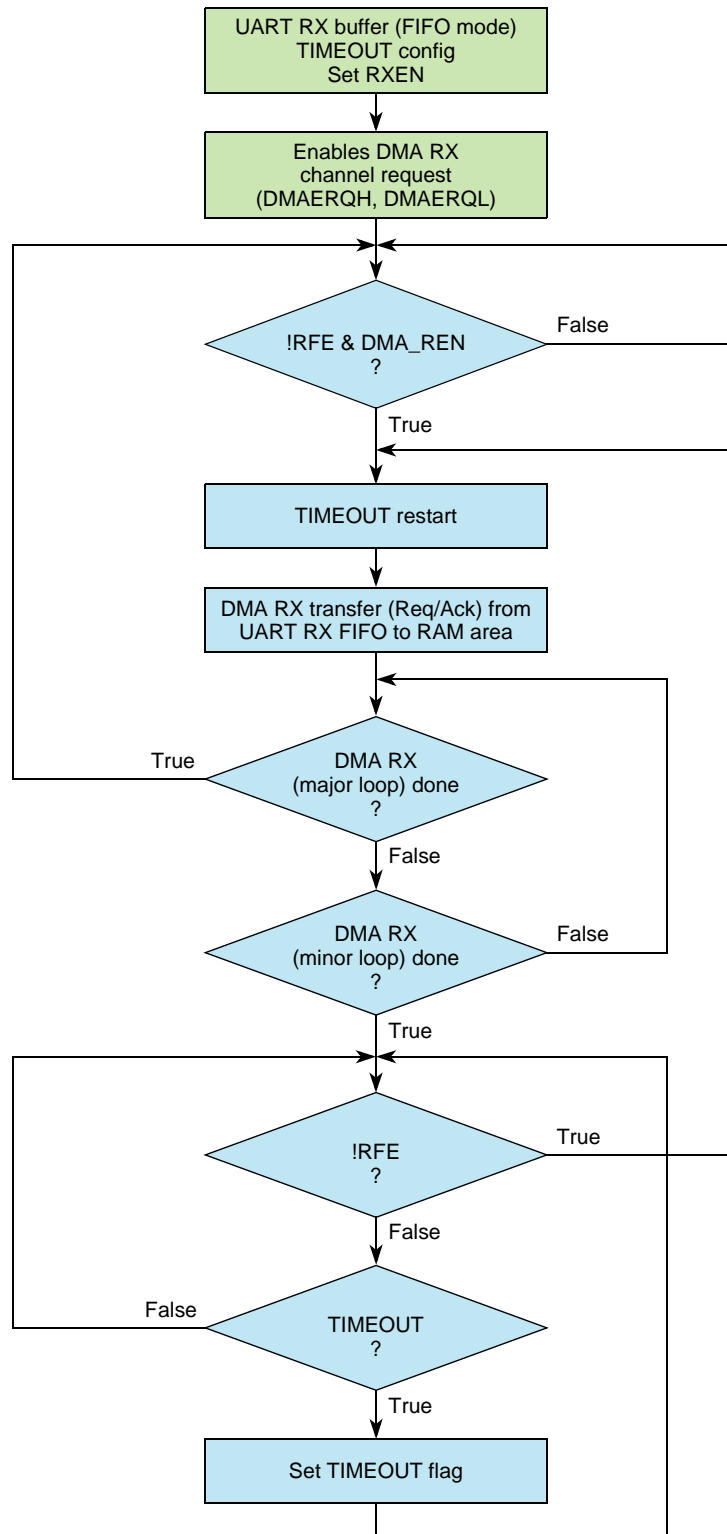 UART RX buffer (FIFO mode)
TIMEOUT config
Set RXEN
Enables DMA RX
channel request
(DMAERQH, DMAERQL)
!RFE & DMA_REN
?
False
True
TIMEOUT restart
DMA RX transfer (Req/Ack) from
UART RX FIFO to RAM area
True
DMA RX
(major loop) done
?
False
DMA RX
(minor loop) done
?
False
True
!RFE
?
True
False
False
TIMEOUT
?
True
Set TIMEOUT flag